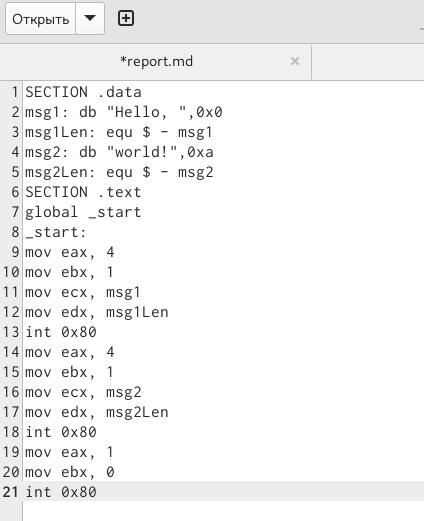 Открыть
*report.md
1 SECTION .data
2 msg1: db "Hello, ",0x0
3 msg1Len: equ $ - msg1
4 msg2: db "world!",0xa
5 msg2Len: equ $ - msg2
6 SECTION .text
7 global _start
8 _start:
9 mov eax, 4
10 mov ebx, 1
11 mov ecx, msg1
12 mov edx, msg1Len
13 int 0x80
14 mov eax, 4
15 mov ebx, 1
16 mov ecx, msg2
17 mov edx, msg2Len
18 int 0x80
19 mov eax, 1
20 mov ebx, 0
21 int 0x80